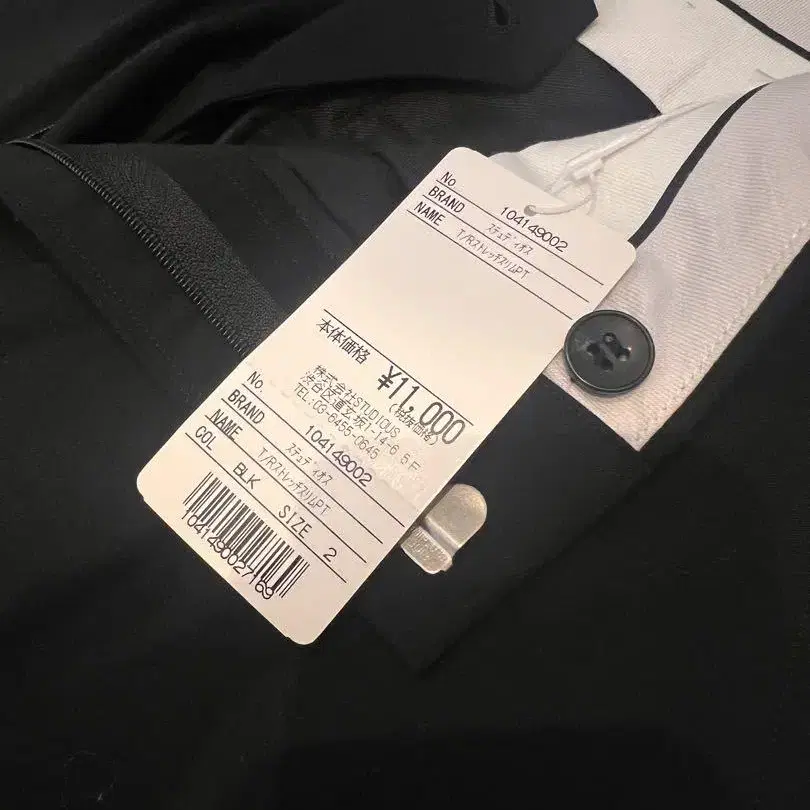 No 104149002
BRAND ステュディオス
NAME T/RストレッチスリムPT
本体価格 ¥11,000
(税抜価格)
株式会社STUDIOUS
渋谷区道玄坂1-14-6 5F
TEL:03-6455-0645
No. 104149002
BRAND ステュディオス
NAME T/RストレッチスリムPT
COL BLK SIZE 2
1041490027169